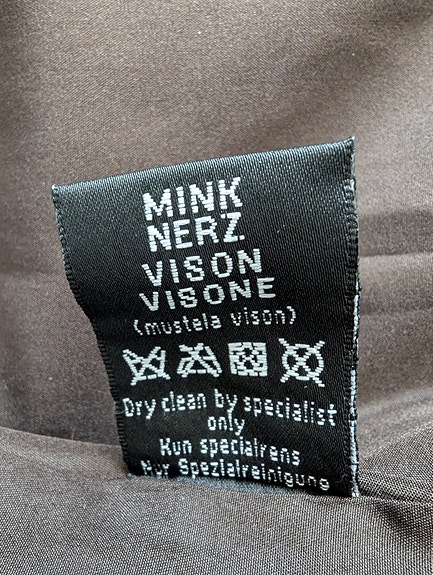 MINK
NERZ
VISON
VISONE
(mustela vison)
Dry clean by specialist
only
Kun specialrens
Nur Spezialreinigung